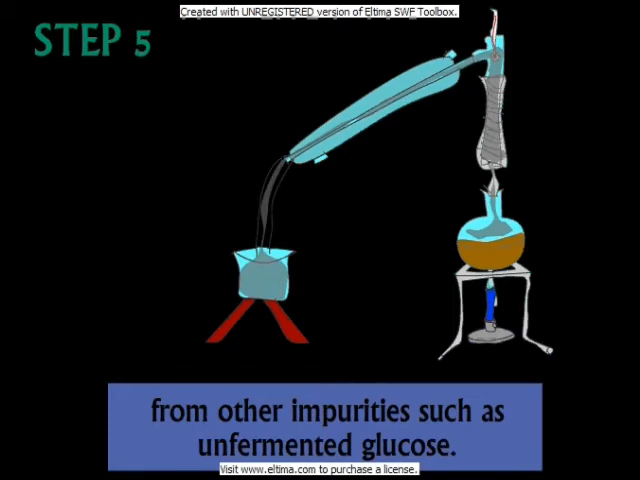 Created with UNREGISTERED version of Eltima SWF Toolbox.
STEP 5
from other impurities such as
unfermented glucose.
Visit www.eltima.com to purchase a license.